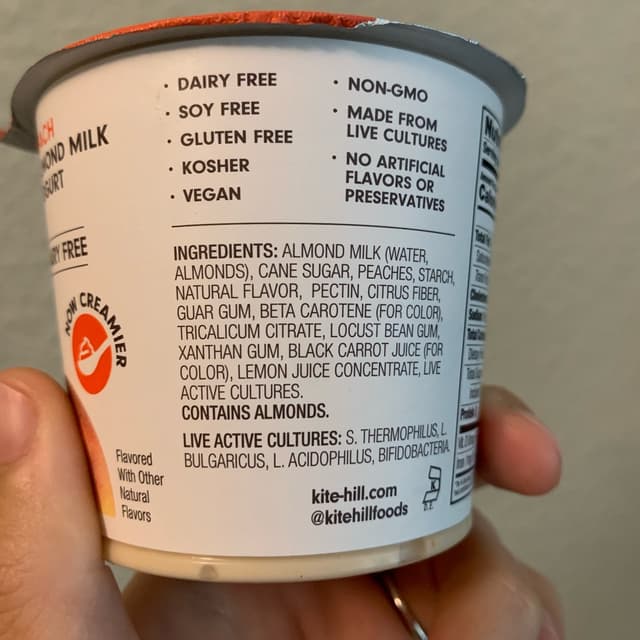 DAIRY FREE
SOY FREE
GLUTEN FREE
KOSHER
VEGAN
NON-GMO
MADE FROM
LIVE CULTURES
NO ARTIFICIAL
FLAVORS OR
PRESERVATIVES
MILK
FREE
NOW CREAMIER
Flavored
With Other
Natural
Flavors
INGREDIENTS: ALMOND MILK (WATER,
ALMONDS), CANE SUGAR, PEACHES, STARCH,
NATURAL FLAVOR, PECTIN, CITRUS FIBER,
GUAR GUM, BETA CAROTENE (FOR COLOR),
TRICALICUM CITRATE, LOCUST BEAN GUM,
XANTHAN GUM, BLACK CARROT JUICE (FOR
COLOR), LEMON JUICE CONCENTRATE, LIVE
ACTIVE CULTURES.
CONTAINS ALMONDS.
LIVE ACTIVE CULTURES: S. THERMOPHILUS, L.
BULGARICUS, L. ACIDOPHILUS, BIFIDOBACTERIA.
kite-hill.com
@kitehillfoods